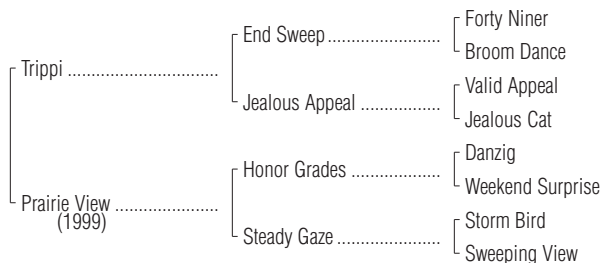 Forty Niner
End Sweep ........................
Broom Dance
Trippi ................................
Valid Appeal
Jealous Appeal .................
Jealous Cat
Danzig
Honor Grades ...................
Weekend Surprise
Prairie View ......................
(1999)
Storm Bird
Steady Gaze ......................
Sweeping View